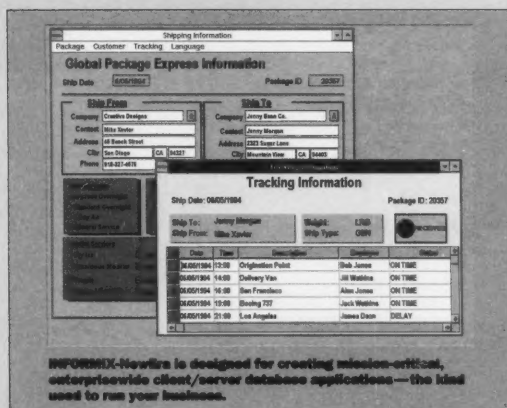 Shipping Information
Package Customer Tracking Language
Global Package Express Information
Ship Date 6/05/1994 Package ID 20357
Ship From
Company Creative Designs
Contact Mike Xavier
Address 48 Beach Street
City San Diego CA 94327
Phone 918-327-4576
Ship To
Company Jenny Bean Co.
Contact Jenny Morgan
Address 2323 Sugar Lane
City Mountain View CA 94403
Tracking Information
Ship Date: 06/05/1994 Package ID: 20357
Ship To: Jenny Morgan
Ship From: Mike Xavier
Weight:
Ship Type:
Date Time Description Employee Status
06/05/1994 12:00 Origination Point Bob Jones ON TIME
06/05/1994 14:00 Delivery Van Jill Watkins ON TIME
06/05/1994 16:00 San Francisco Alan Jones ON TIME
06/05/1994 19:00 Boeing 737 Jack Watkins ON TIME
06/05/1994 21:00 Los Angeles James Dean DELAY
INFORMIX-NewEra is designed for creating mission-critical,
enterprisewide client/server database applications—the kind
used to run your business.